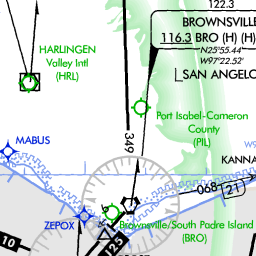 122.3
BROWNSVILLE
116.3 BRO (H) (H)
N25°55.44'
W97°22.52'
SAN ANGELO
HARLINGEN
Valley Intl
(HRL)
Port Isabel-Cameron
County
(PIL)
349
MABUS
KANNA
068
21
ZEPOX
Brownsville/South Padre Island
(BRO)
10
125